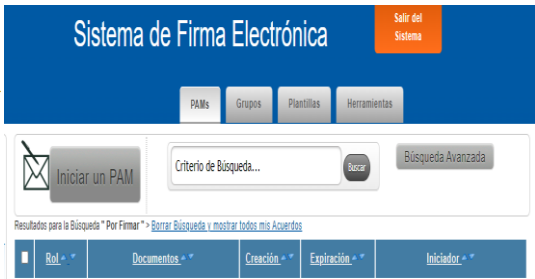 Sistema de Firma Electrónica
Salir del
Sistema
PAMs Grupos Plantillas Herramientas
Iniciar un PAM
Criterio de Búsqueda...
Buscar
Búsqueda Avanzada
Resultados para la Búsqueda " Por Firmar " > Borrar Búsqueda y mostrar todos mis Acuerdos
Rol Documentos Creación Expiración Iniciador